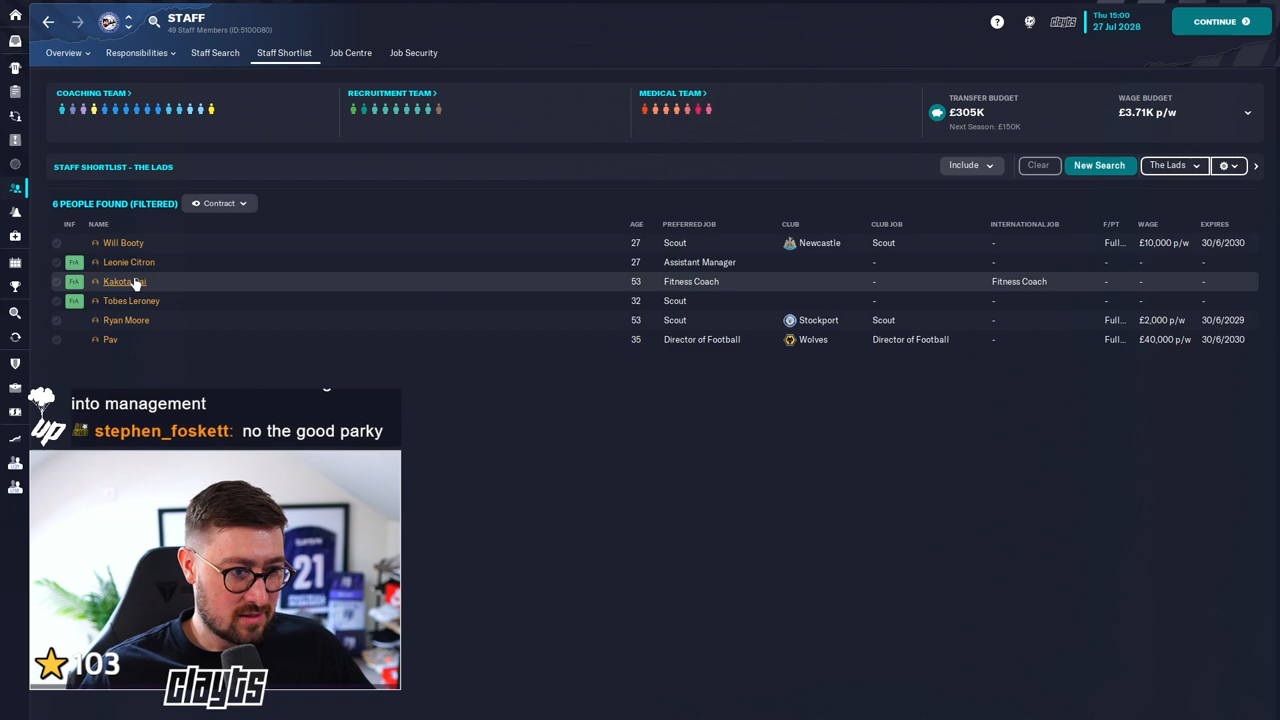 STAFF
49 Staff Members (ID:5100080)
clayts
Thu 15:00
27 Jul 2028
CONTINUE
Overview
Responsibilities
Staff Search
Staff Shortlist
Job Centre
Job Security
COACHING TEAM >
RECRUITMENT TEAM >
MEDICAL TEAM >
TRANSFER BUDGET
£305K
Next Season: £150K
WAGE BUDGET
£3.71K p/w
STAFF SHORTLIST - THE LADS
Include
Clear
New Search
The Lads
6 PEOPLE FOUND (FILTERED)
Contract
INF NAME AGE PREFERRED JOB CLUB CLUB JOB INTERNATIONAL JOB F/PT WAGE EXPIRES
Will Booty 27 Scout Newcastle Scout - Full... £10,000 p/w 30/6/2030
FrA Leonie Citron 27 Assistant Manager - - - - - -
FrA 53 Fitness Coach - Fitness Coach - - -
FrA Tobes Leroney 32 Scout - - - - - -
Ryan Moore 53 Scout Stockport Scout - Full... £2,000 p/w 30/6/2029
Pav 35 Director of Football Wolves Director of Football - Full... £40,000 p/w 30/6/2030
into management
stephen_foskett: no the good parky
UP
21
103
clayts